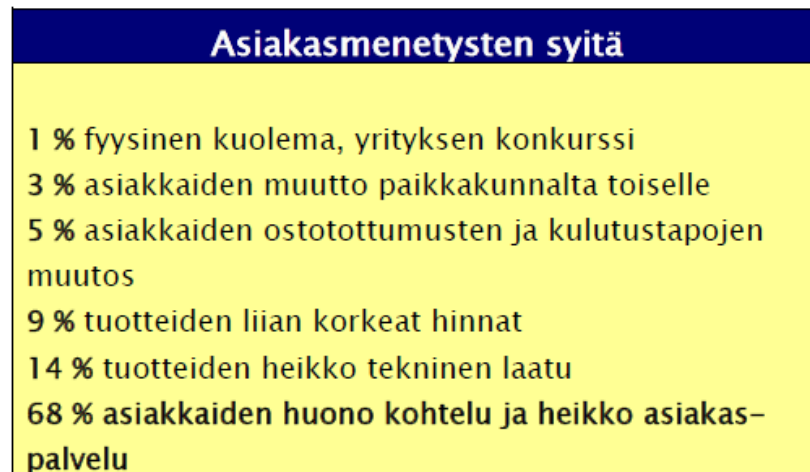 Asiakasmenetysten syitä
1 % fyysinen kuolema, yrityksen konkurssi
3 % asiakkaiden muutto paikkakunnalta toiselle
5 % asiakkaiden ostotottumusten ja kulutustapojen
muutos
9 % tuotteiden liian korkeat hinnat
14 % tuotteiden heikko tekninen laatu
68 % asiakkaiden huono kohtelu ja heikko asiakas-
palvelu